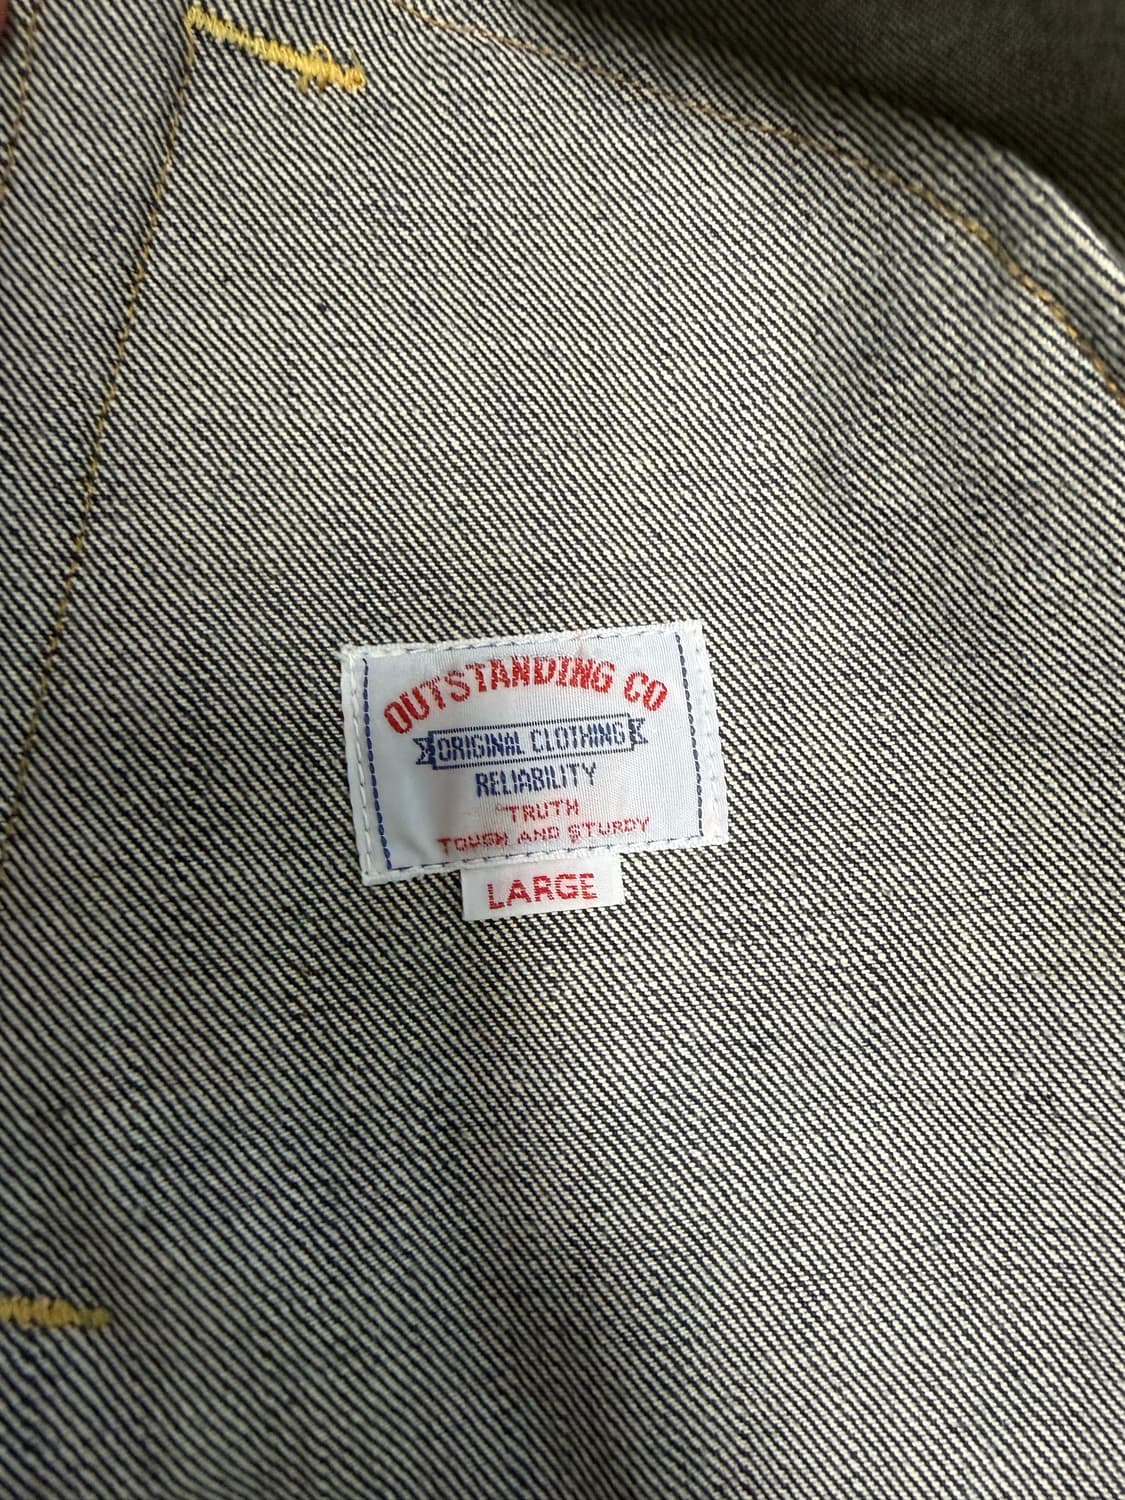 OUTSTANDING CO
ORIGINAL CLOTHING
RELIABILITY
TRUTH
TOUGH AND STURDY
LARGE